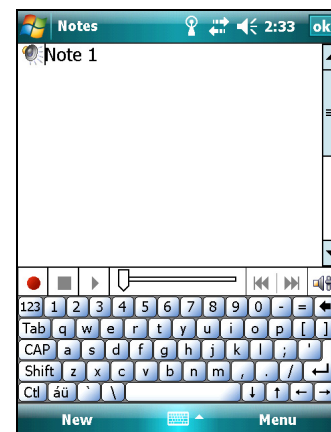 Notes 2:33 ok
Note 1
123 1 2 3 4 5 6 7 8 9 0 - =
Tab q w e r t y u i o p [ ]
CAP a s d f g h j k l ; '
Shift z x c v b n m , . /
Ctl áü ` \
New Menu